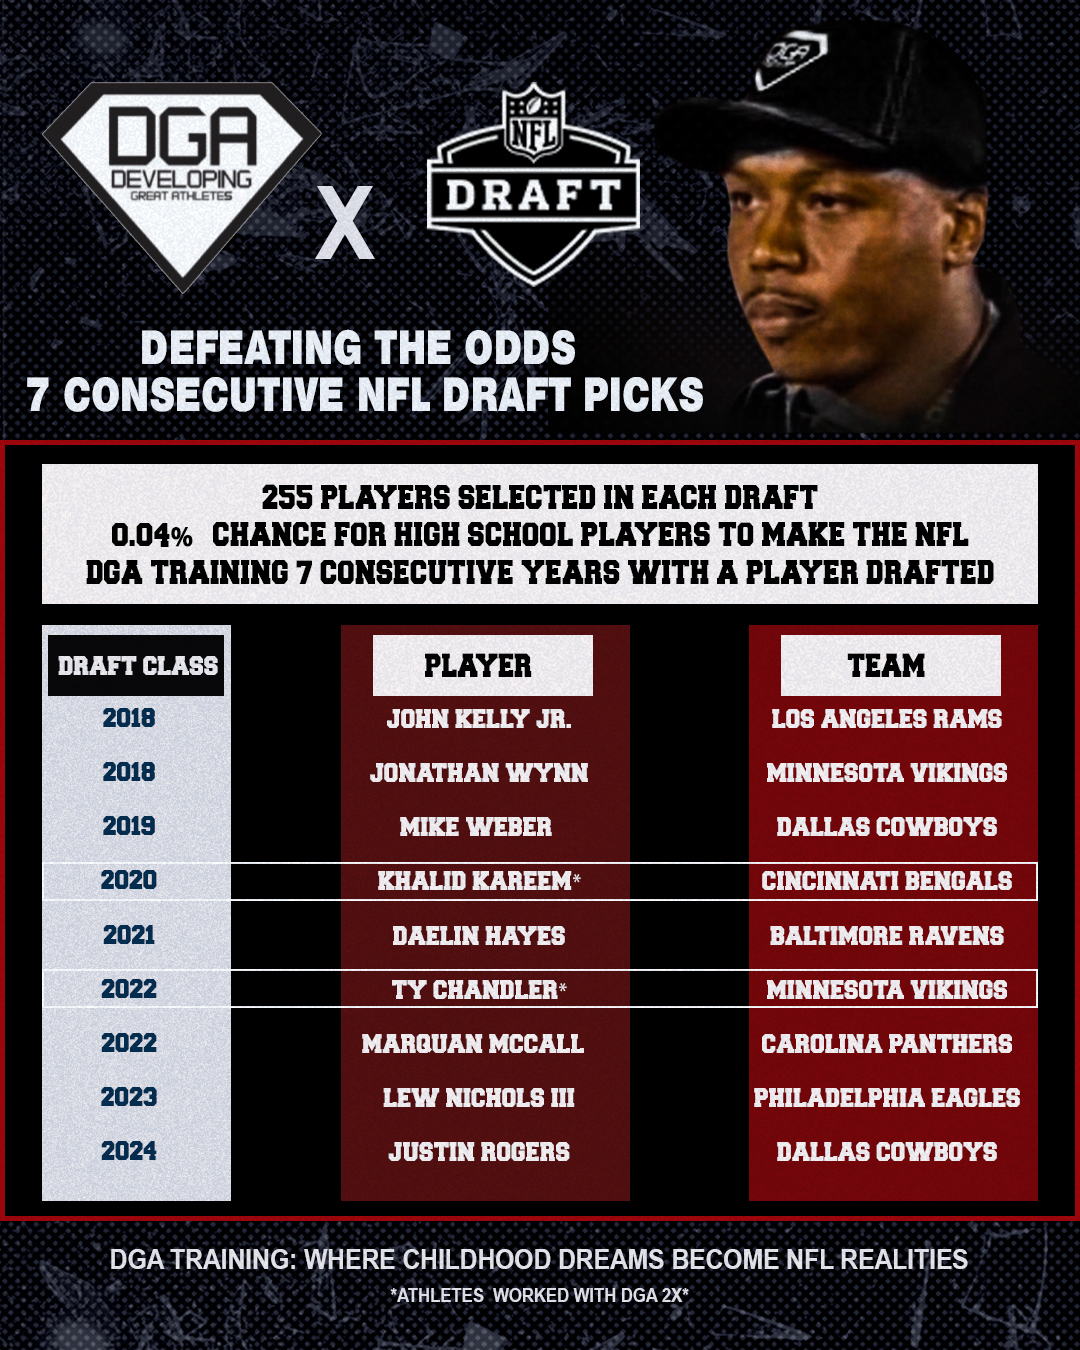 DGA
DEVELOPING
GREAT ATHLETES
X
NFL
DRAFT
DGA
DEFEATING THE ODDS
7 CONSECUTIVE NFL DRAFT PICKS
255 PLAYERS SELECTED IN EACH DRAFT
0.04% CHANCE FOR HIGH SCHOOL PLAYERS TO MAKE THE NFL
DGA TRAINING 7 CONSECUTIVE YEARS WITH A PLAYER DRAFTED
DRAFT CLASS PLAYER TEAM
2018 JOHN KELLY JR. LOS ANGELES RAMS
2018 JONATHAN WYNN MINNESOTA VIKINGS
2019 MIKE WEBER DALLAS COWBOYS
2020 KHALID KAREEM* CINCINNATI BENGALS
2021 DAELIN HAYES BALTIMORE RAVENS
2022 TY CHANDLER* MINNESOTA VIKINGS
2022 MARQUAN MCCALL CAROLINA PANTHERS
2023 LEW NICHOLS III PHILADELPHIA EAGLES
2024 JUSTIN ROGERS DALLAS COWBOYS
DGA TRAINING: WHERE CHILDHOOD DREAMS BECOME NFL REALITIES
*ATHLETES WORKED WITH DGA 2X*